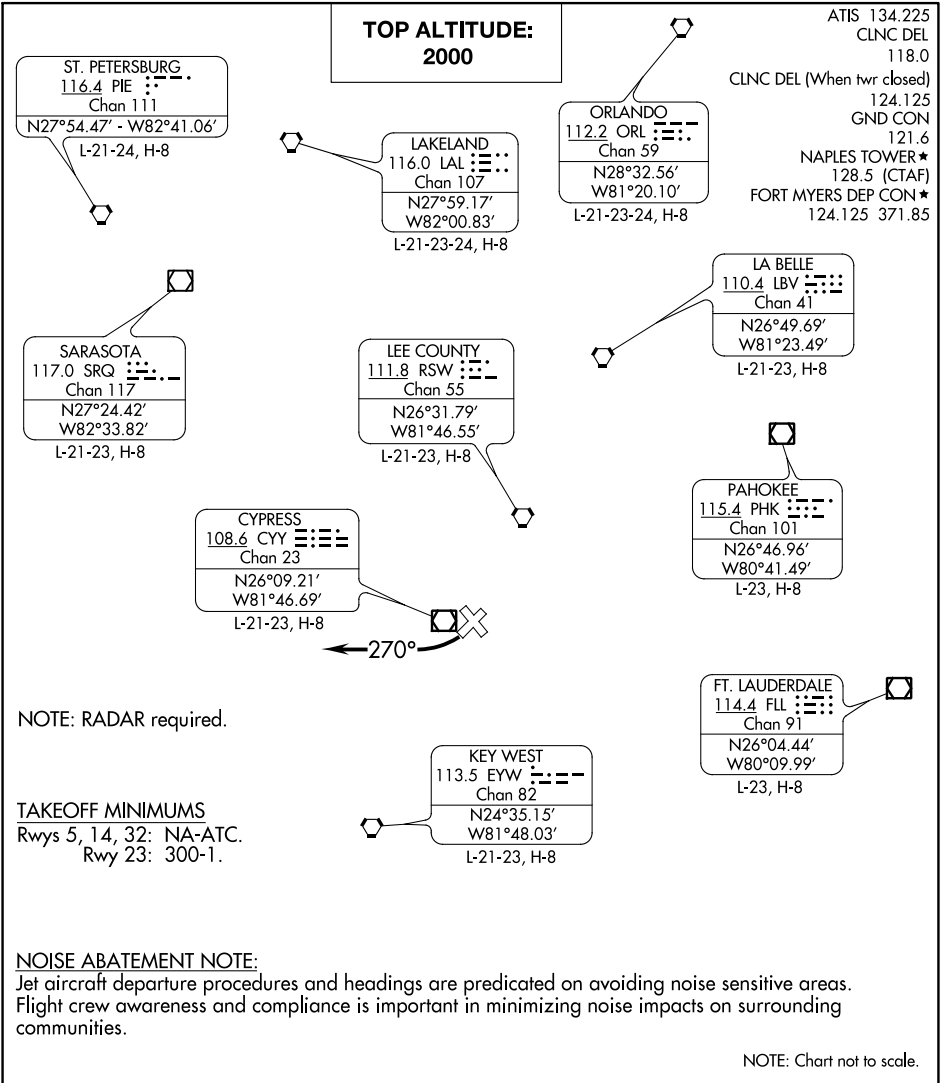 TOP ALTITUDE:
2000
ATIS 134.225
CLNC DEL
118.0
CLNC DEL (When twr closed)
124.125
GND CON
121.6
NAPLES TOWER★
128.5 (CTAF)
FORT MYERS DEP CON★
124.125 371.85
ST. PETERSBURG
116.4 PIE
Chan 111
N27°54.47′ - W82°41.06′
L-21-24, H-8
LAKELAND
116.0 LAL
Chan 107
N27°59.17′
W82°00.83′
L-21-23-24, H-8
ORLANDO
112.2 ORL
Chan 59
N28°32.56′
W81°20.10′
L-21-23-24, H-8
LA BELLE
110.4 LBV
Chan 41
N26°49.69′
W81°23.49′
L-21-23, H-8
SARASOTA
117.0 SRQ
Chan 117
N27°24.42′
W82°33.82′
L-21-23, H-8
LEE COUNTY
111.8 RSW
Chan 55
N26°31.79′
W81°46.55′
L-21-23, H-8
PAHOKEE
115.4 PHK
Chan 101
N26°46.96′
W80°41.49′
L-23, H-8
CYPRESS
108.6 CYY
Chan 23
N26°09.21′
W81°46.69′
L-21-23, H-8
270°
FT. LAUDERDALE
114.4 FLL
Chan 91
N26°04.44′
W80°09.99′
L-23, H-8
NOTE: RADAR required.
KEY WEST
113.5 EYW
Chan 82
N24°35.15′
W81°48.03′
L-21-23, H-8
TAKEOFF MINIMUMS
Rwys 5, 14, 32: NA-ATC.
Rwy 23: 300-1.
NOISE ABATEMENT NOTE:
Jet aircraft departure procedures and headings are predicated on avoiding noise sensitive areas.
Flight crew awareness and compliance is important in minimizing noise impacts on surrounding
communities.
NOTE: Chart not to scale.